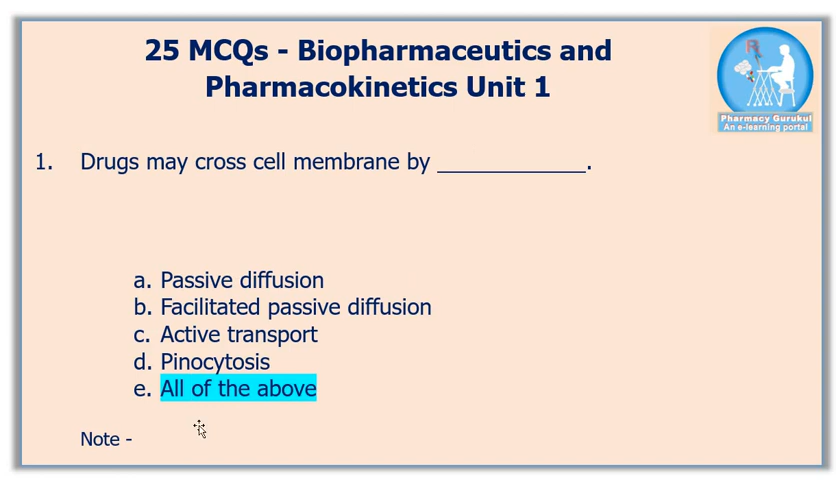 25 MCQs - Biopharmaceutics and
Pharmacokinetics Unit 1
Pharmacy Gurukul
An e-learning portal
1. Drugs may cross cell membrane by _____________.
a. Passive diffusion
b. Facilitated passive diffusion
c. Active transport
d. Pinocytosis
e. All of the above
Note -